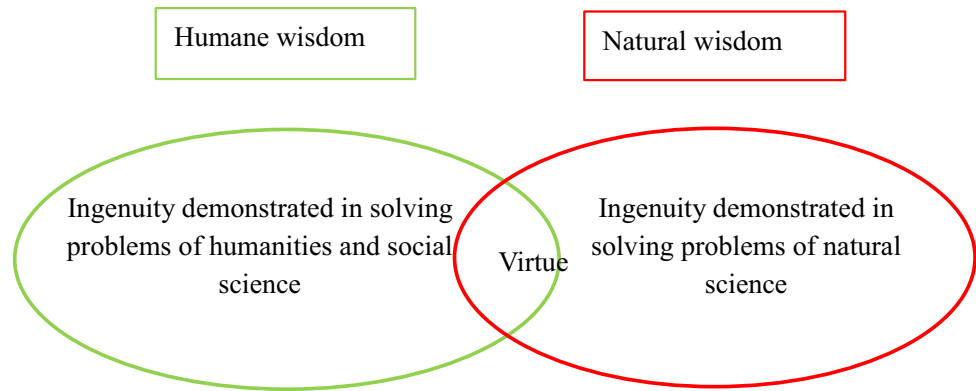 Humane wisdom
Natural wisdom
Ingenuity demonstrated in solving
problems of humanities and social
science
Virtue
Ingenuity demonstrated in
solving problems of natural
science